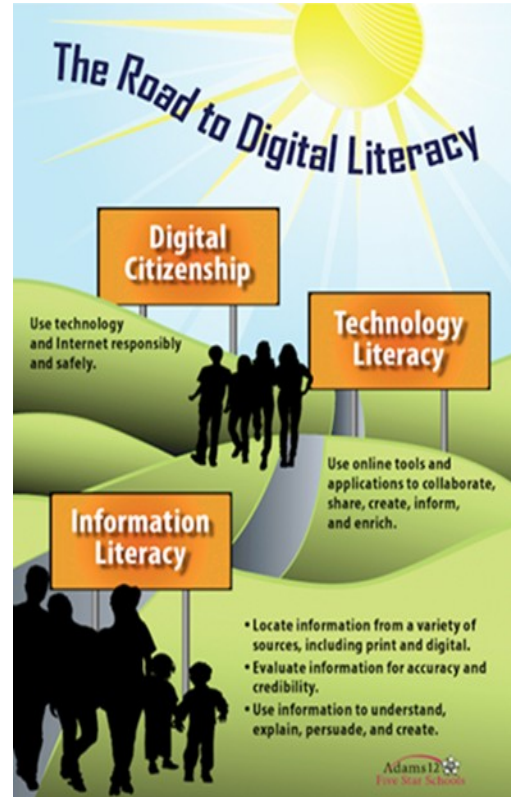 The Road to Digital Literacy
Digital
Citizenship
Use technology
and Internet responsibly
and safely.
Technology
Literacy
Use online tools and
applications to collaborate,
share, create, inform,
and enrich.
Information
Literacy
• Locate information from a variety of
sources, including print and digital.
• Evaluate information for accuracy and
credibility.
• Use information to understand,
explain, persuade, and create.
Adams12
Five Star Schools